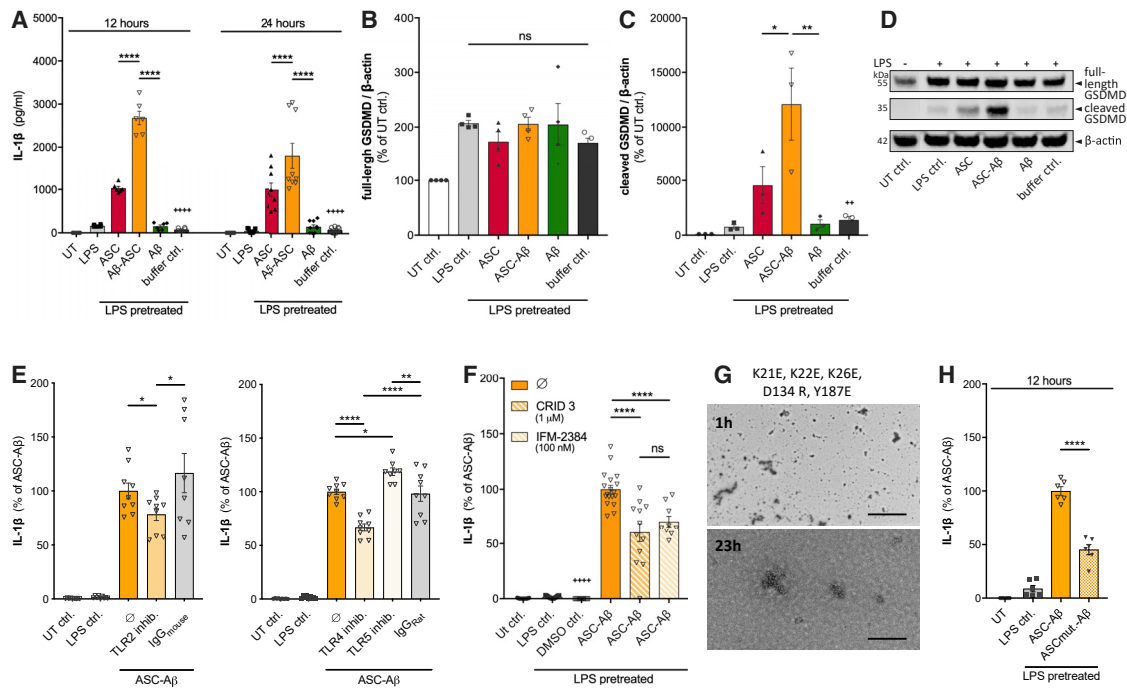 A
12 hours
24 hours
5000
4000
3000
2000
1000
0
IL-1β (pg/ml)
****
****
++++
****
****
++++
UT
LPS
ASC
Aβ-ASC
Aβ
buffer ctrl.
UT
LPS
ASC
Aβ-ASC
Aβ
buffer ctrl.
LPS pretreated
LPS pretreated
B
400
300
200
100
0
full-lergh GSDMD / β-actin
(% of UT ctrl.)
ns
UT ctrl.
LPS ctrl.
ASC
ASC-Aβ
Aβ
buffer ctrl.
LPS pretreated
C
20000
15000
10000
5000
0
cleaved GSDMD / β-actin
(% of UT ctrl.)
*
**
++
UT ctrl.
LPS ctrl.
ASC
ASC-Aβ
Aβ
buffer ctrl.
LPS pretreated
D
LPS - + + + + +
kDa
55
full-
length
GSDMD
35
cleaved
GSDMD
42
β-actin
UT ctrl.
LPS ctrl.
ASC
ASC-Aβ
Aβ
buffer ctrl.
E
200
150
100
50
0
IL-1β (% of ASC-Aβ)
*
*
UT ctrl.
LPS ctrl.
∅
TLR2 inhib.
IgGmouse
ASC-Aβ
200
150
100
50
0
IL-1β (% of ASC-Aβ)
**
****
****
*
UT ctrl.
LPS ctrl.
∅
TLR4 inhib.
TLR5 inhib.
IgGRat
ASC-Aβ
F
200
150
100
50
0
IL-1β (% of ASC-Aβ)
∅
CRID 3
(1 μM)
IFM-2384
(100 nM)
****
****
ns
++++
Ut ctrl.
LPS ctrl.
DMSO ctrl.
ASC-Aβ
ASC-Aβ
ASC-Aβ
LPS pretreated
G
K21E, K22E, K26E,
D134 R, Y187E
1h
23h
H
12 hours
200
150
100
50
0
IL-1β (% of ASC-Aβ)
****
UT
LPS ctrl.
ASC-Aβ
ASCmut.-Aβ
LPS pretreated